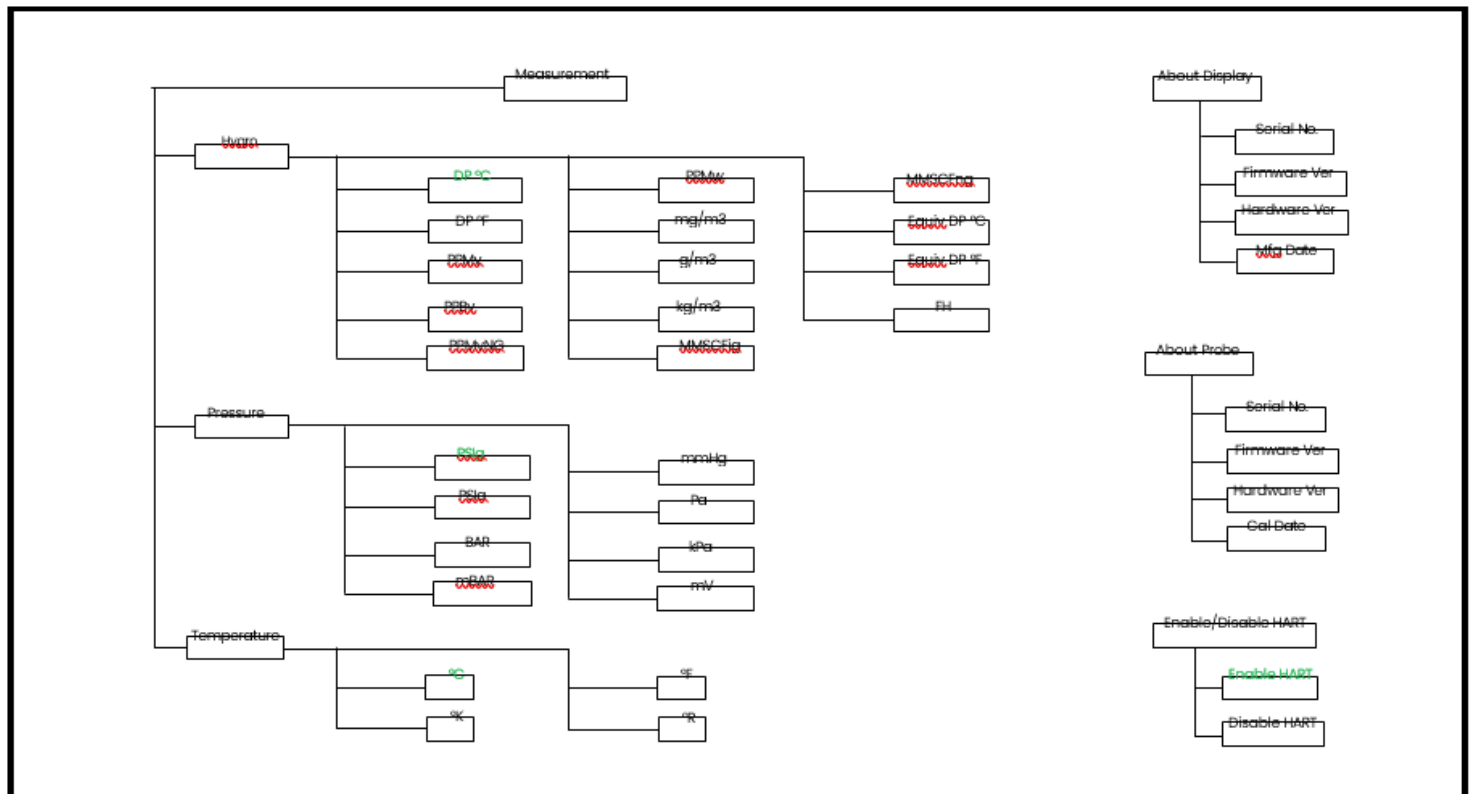 Measurement
Hygro
DP °C
DP °F
PPMv
PPBv
PPMvNG
PPMw
mg/m3
g/m3
kg/m3
MMSCFig
MMSCFng
Equiv DP °C
Equiv DP °F
FH
Pressure
PSIg
BAR
mBAR
mmHg
Pa
kPa
mV
Temperature
°C
°K
°F
°R
About Display
Serial No.
Firmware Ver
Hardware Ver
Mfg Date
About Probe
Serial No.
Firmware Ver
Hardware Ver
Cal Date
Enable/Disable HART
Enable HART
Disable HART